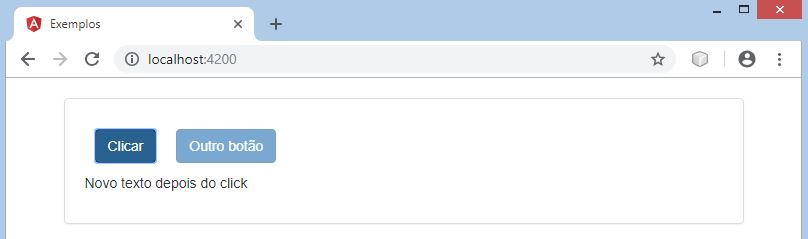 Exemplos
localhost:4200
Clicar Outro botão
Novo texto depois do click